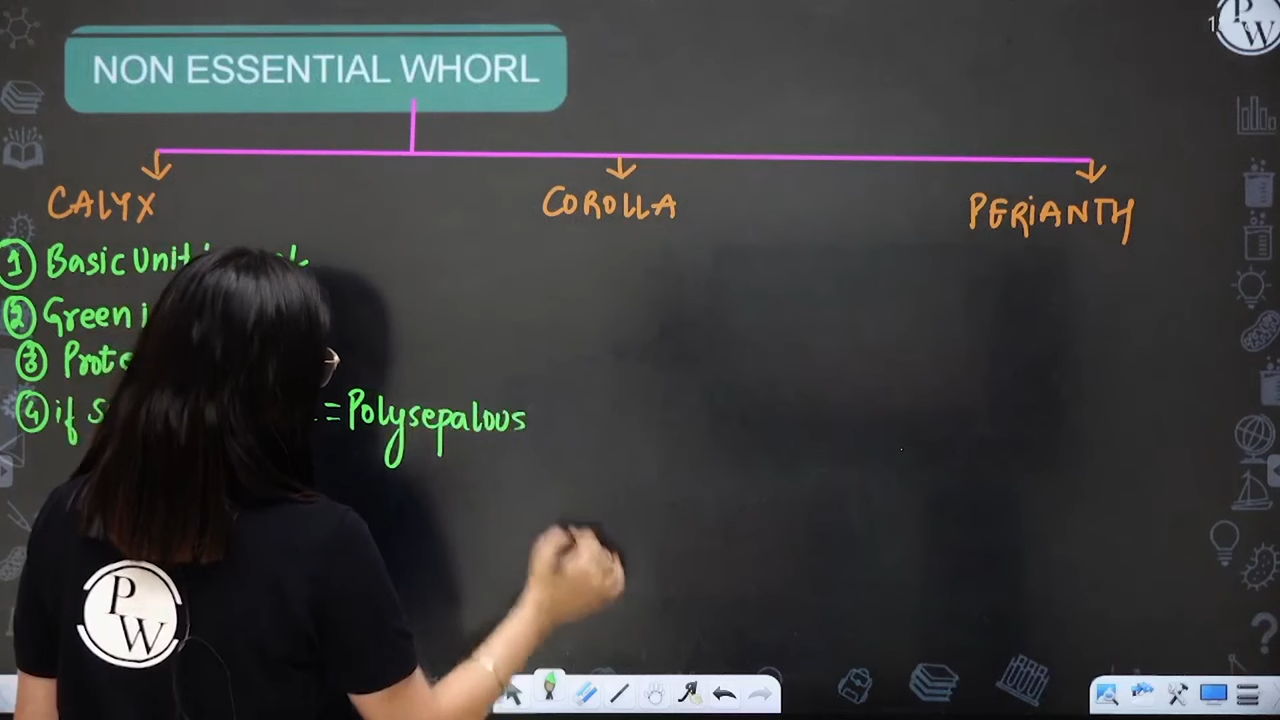 NON ESSENTIAL WHORL
CALYX
COROLLA
PERIANTH
① Basic Unit
② Green
③ Prote
④ if S = Polysepalous
P
W
P
W